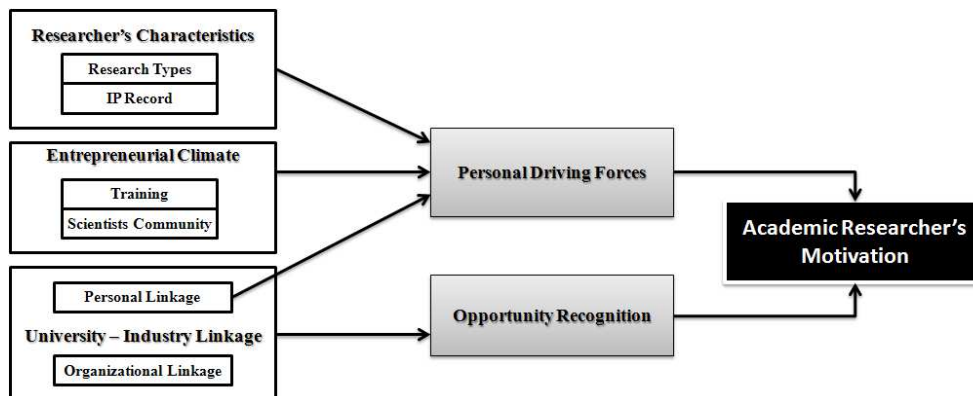 Researcher's Characteristics
Research Types
IP Record
Entrepreneurial Climate
Training
Scientists Community
Personal Linkage
University – Industry Linkage
Organizational Linkage
Personal Driving Forces
Opportunity Recognition
Academic Researcher's
Motivation